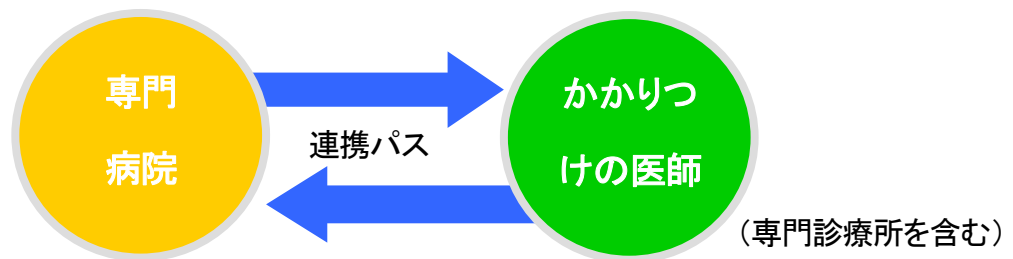 専門
病院
連携パス
かかりつ
けの医師
(専門診療所を含む)